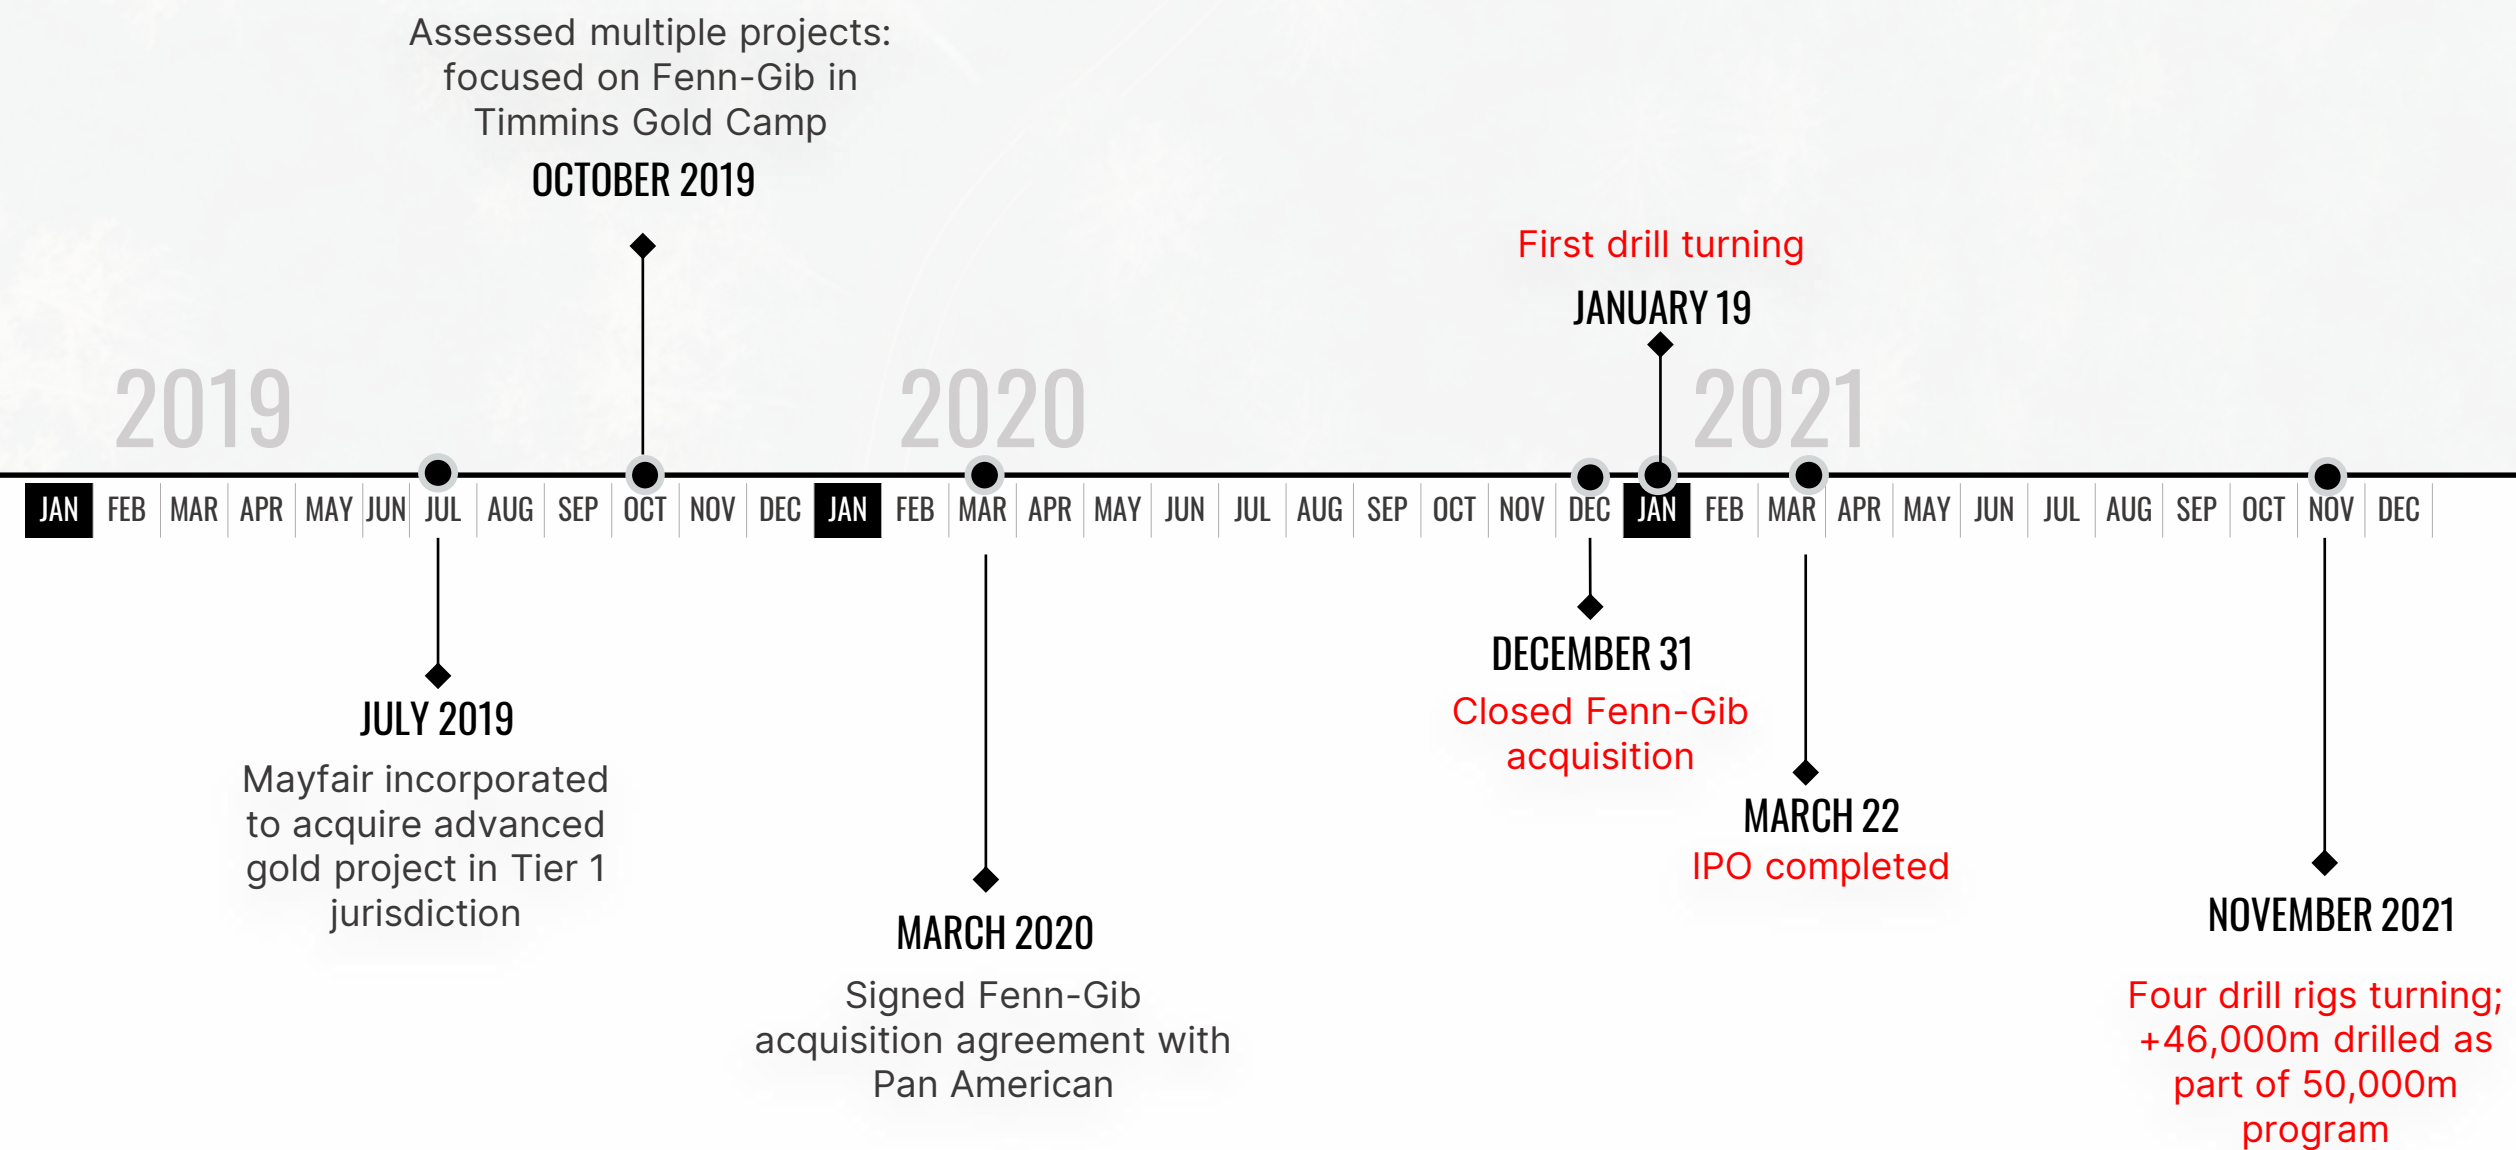 Assessed multiple projects:
focused on Fenn-Gib in
Timmins Gold Camp
OCTOBER 2019
First drill turning
JANUARY 19
2019
2020
2021
JAN FEB MAR APR MAY JUN JUL AUG SEP OCT NOV DEC JAN FEB MAR APR MAY JUN JUL AUG SEP OCT NOV DEC JAN FEB MAR APR MAY JUN JUL AUG SEP OCT NOV DEC
JULY 2019
Mayfair incorporated
to acquire advanced
gold project in Tier 1
jurisdiction
MARCH 2020
Signed Fenn-Gib
acquisition agreement with
Pan American
DECEMBER 31
Closed Fenn-Gib
acquisition
MARCH 22
IPO completed
NOVEMBER 2021
Four drill rigs turning;
+46,000m drilled as
part of 50,000m
program